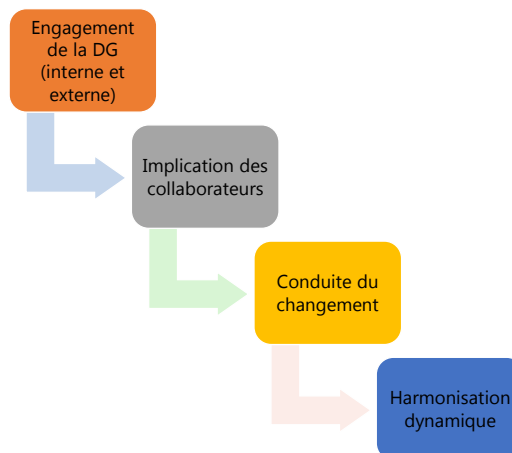 Engagement
de la DG
(interne et
externe)
Implication des
collaborateurs
Conduite du
changement
Harmonisation
dynamique